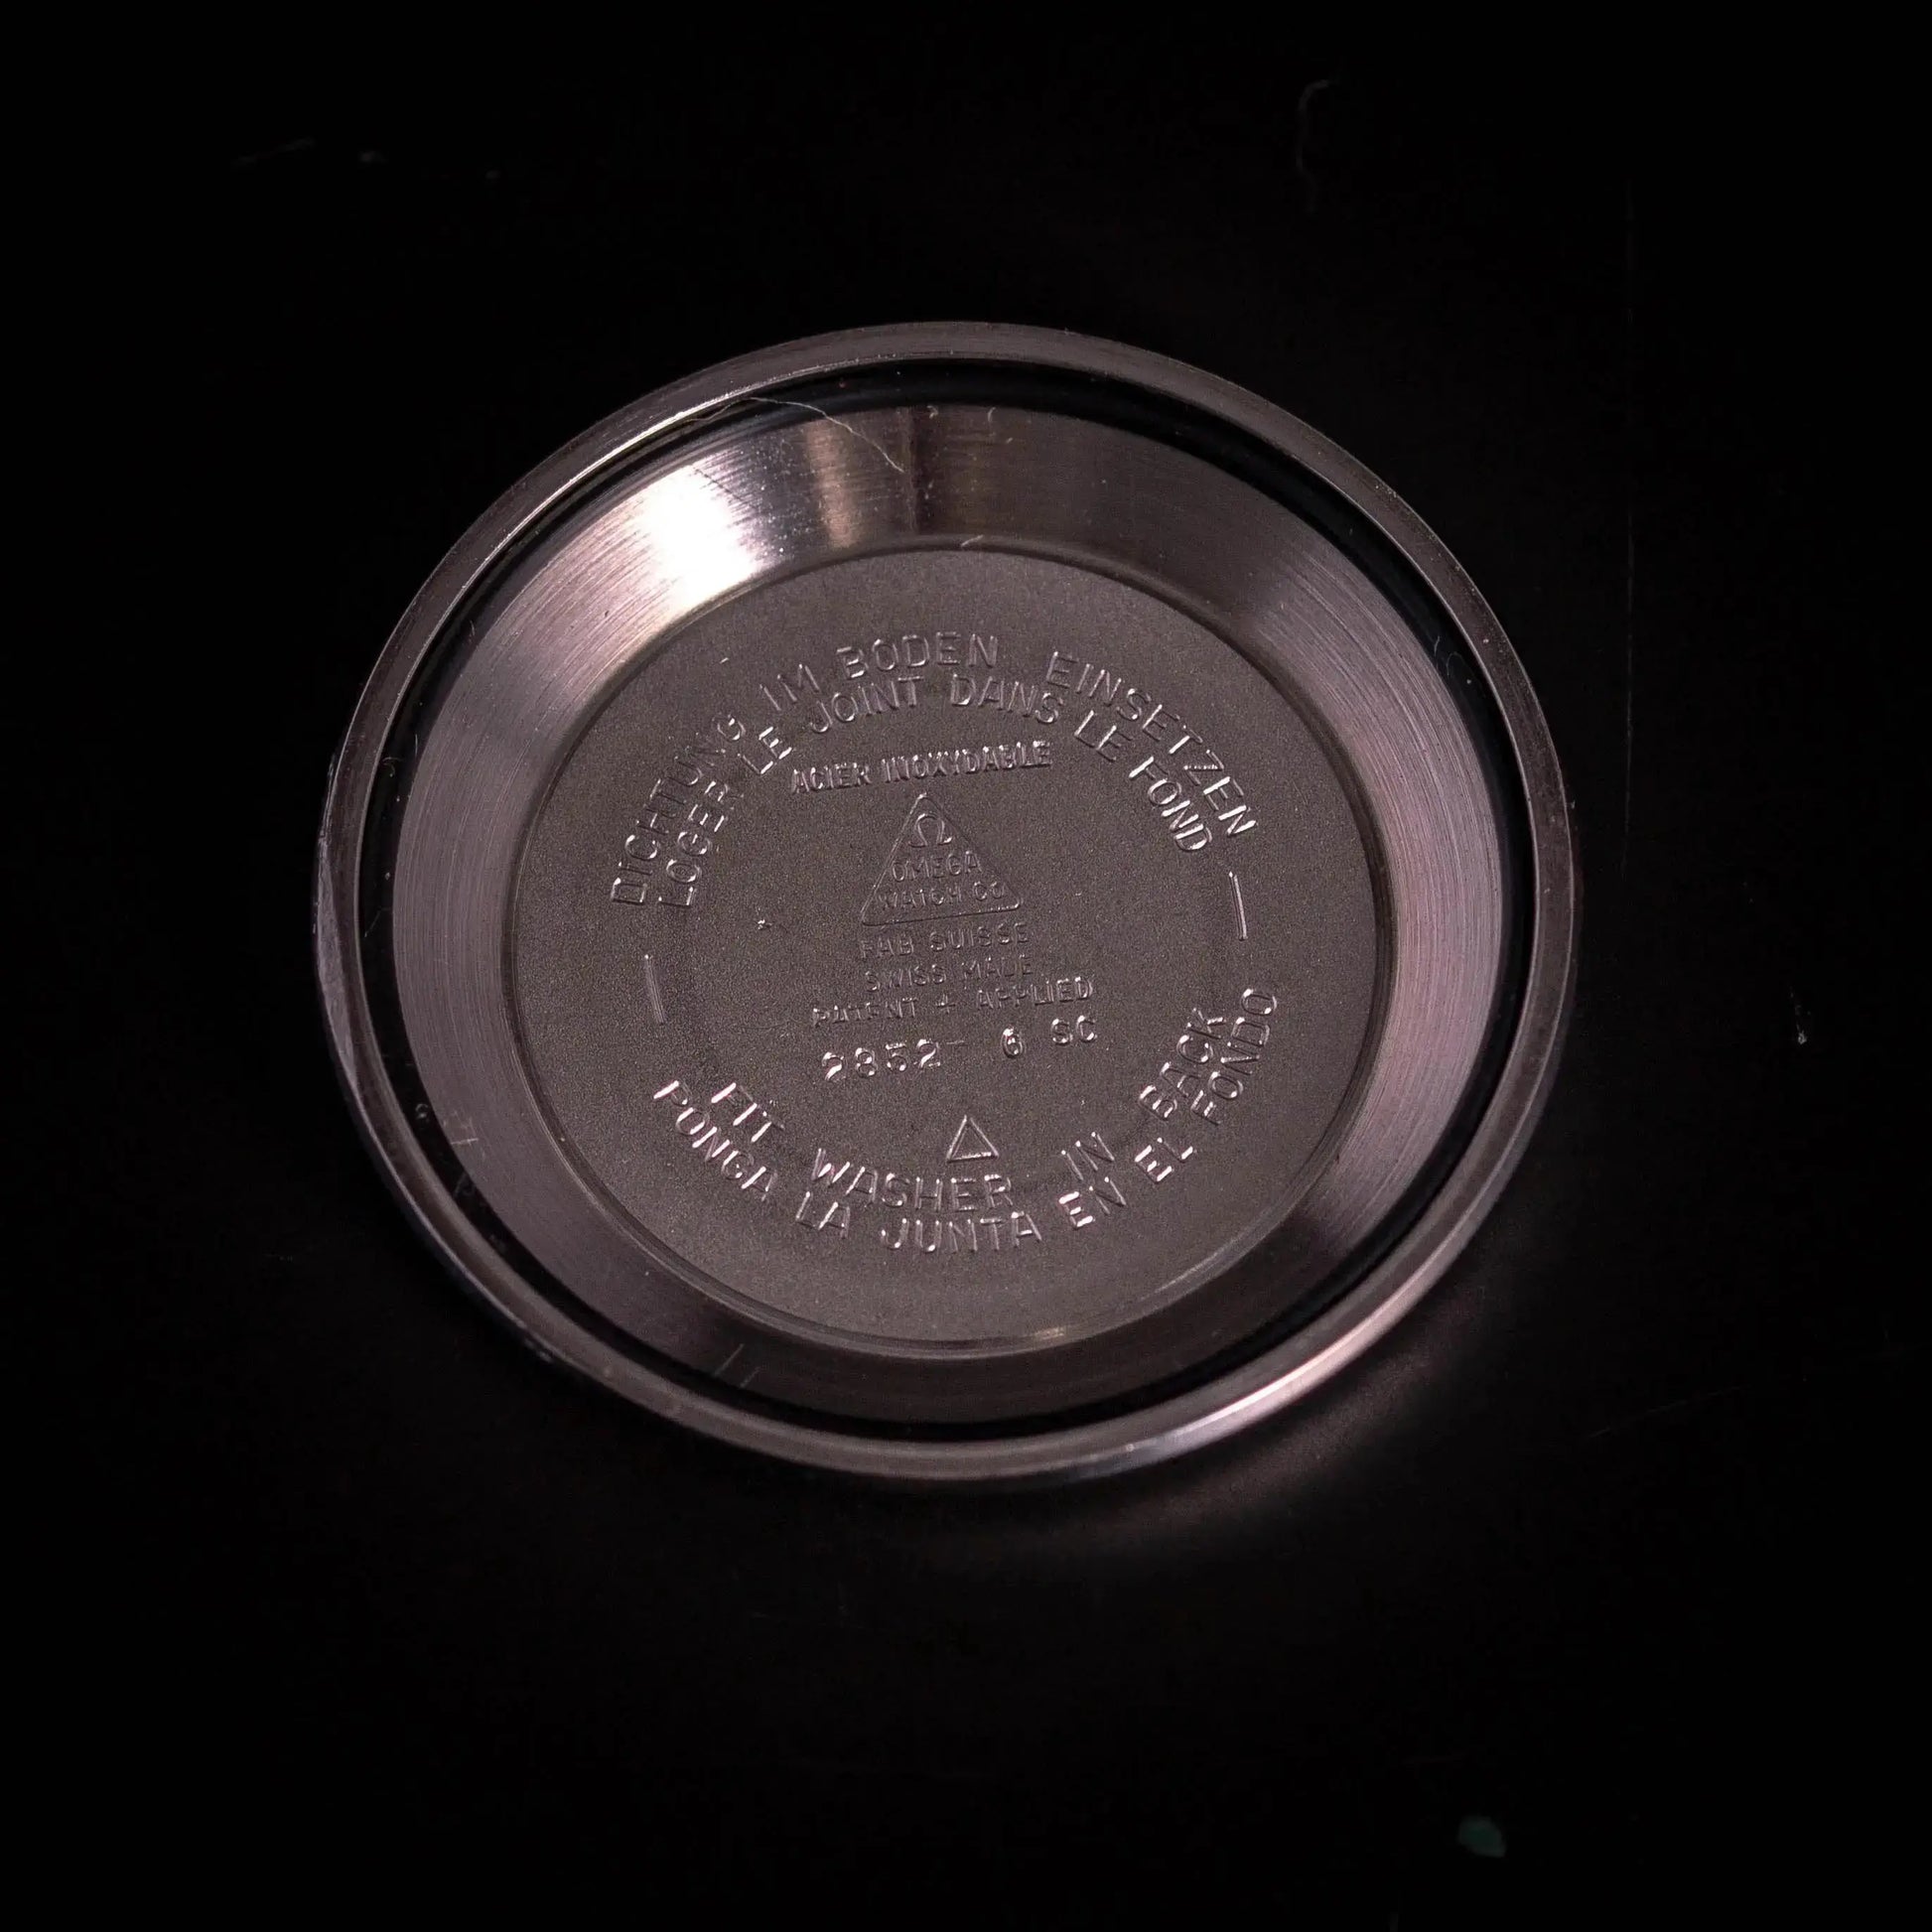 DICHTUNG IM BODEN EINSETZEN
LOGER LE JOINT DANS LE FOND
ACIER INOXYDABLE
Ω
OMEGA
WATCH Co
FAB SUISSE
SWISS MADE
PATENT + APPLIED
2852- 6 SC
FIT WASHER IN BACK
PONGA LA JUNTA EN EL FONDO